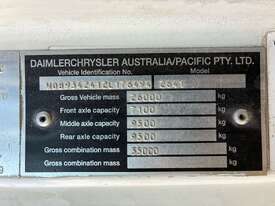 DAIMLERCHRYSLER AUSTRALIA/PACIFIC PTY. LTD.
Vehicle Identification No. Model
2641
Gross Vehicle mass 26000 kg
Front axle capacity 7100 kg
Middle axle capacity 9500 kg
Rear axle capacity 9500 kg
Gross combination mass 35000 kg
Gross combination mass kg